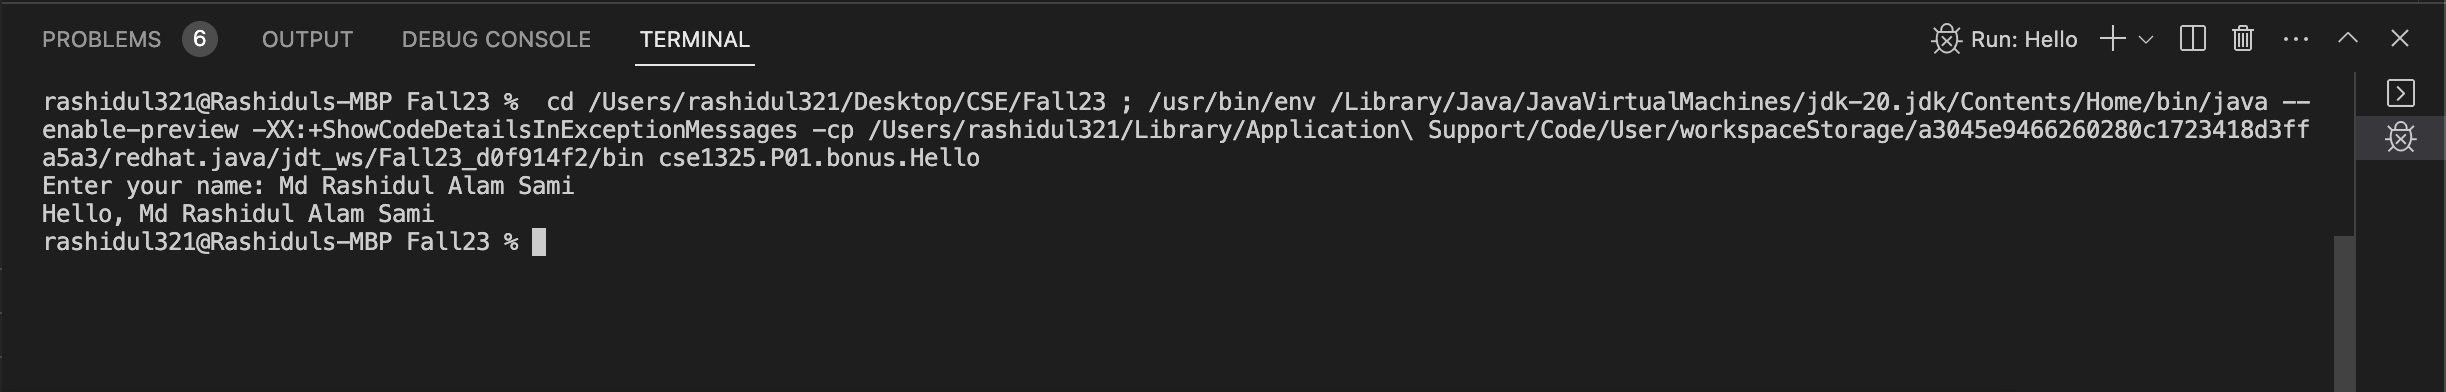 PROBLEMS 6 OUTPUT DEBUG CONSOLE TERMINAL Run: Hello
rashidul321@Rashiduls-MBP Fall23 %  cd /Users/rashidul321/Desktop/CSE/Fall23 ; /usr/bin/env /Library/Java/JavaVirtualMachines/jdk-20.jdk/Contents/Home/bin/java --
enable-preview -XX:+ShowCodeDetailsInExceptionMessages -cp /Users/rashidul321/Library/Application\ Support/Code/User/workspaceStorage/a3045e9466260280c1723418d3ff
a5a3/redhat.java/jdt_ws/Fall23_d0f914f2/bin cse1325.P01.bonus.Hello
Enter your name: Md Rashidul Alam Sami
Hello, Md Rashidul Alam Sami
rashidul321@Rashiduls-MBP Fall23 %